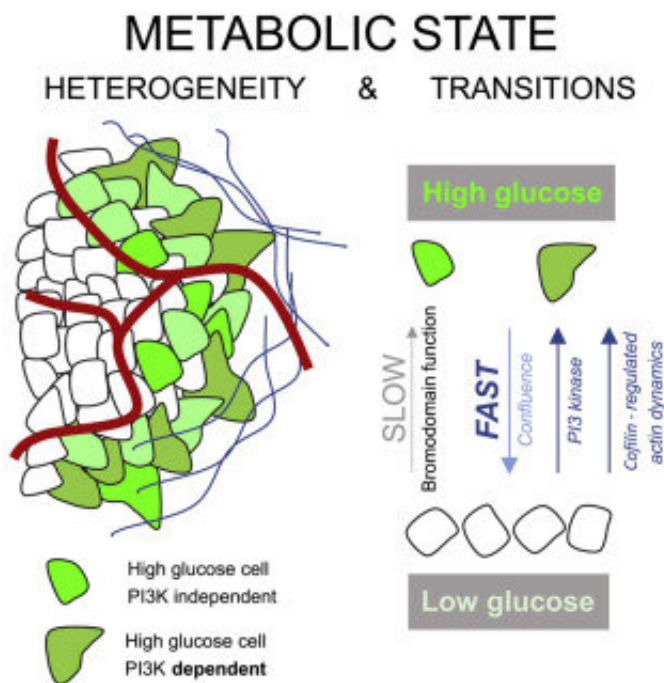 METABOLIC STATE
HETEROGENEITY & TRANSITIONS
High glucose
SLOW
Bromodomain function
FAST
Confluence
PI3 kinase
Cofilin - regulated
actin dynamics
Low glucose
High glucose cell
PI3K independent
High glucose cell
PI3K dependent